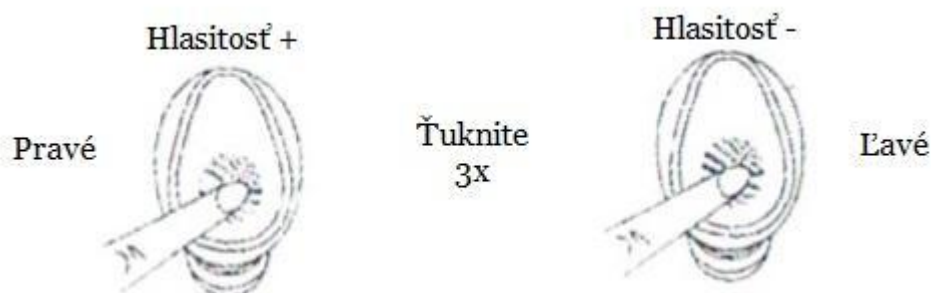 Hlasitosť +
Hlasitosť -
Pravé
Ťuknite
3x
Ľavé